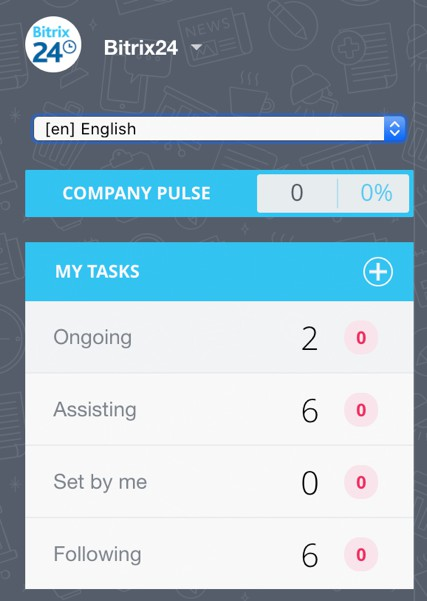 Bitrix
24
Bitrix24
NEWS
[en] English
COMPANY PULSE 0 0%
MY TASKS
Ongoing 2 0
Assisting 6 0
Set by me 0 0
Following 6 0